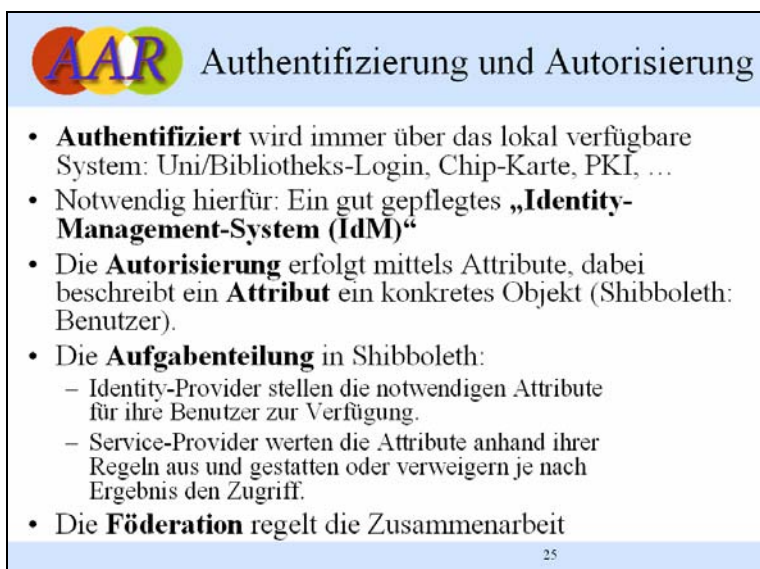 AAR Authentifizierung und Autorisierung
• Authentifiziert wird immer über das lokal verfügbare
System: Uni/Bibliotheks-Login, Chip-Karte, PKI, …
• Notwendig hierfür: Ein gut gepflegtes „Identity-
Management-System (IdM)“
• Die Autorisierung erfolgt mittels Attribute, dabei
beschreibt ein Attribut ein konkretes Objekt (Shibboleth:
Benutzer).
• Die Aufgabenteilung in Shibboleth:
– Identity-Provider stellen die notwendigen Attribute
für ihre Benutzer zur Verfügung.
– Service-Provider werten die Attribute anhand ihrer
Regeln aus und gestatten oder verweigern je nach
Ergebnis den Zugriff.
• Die Föderation regelt die Zusammenarbeit
25